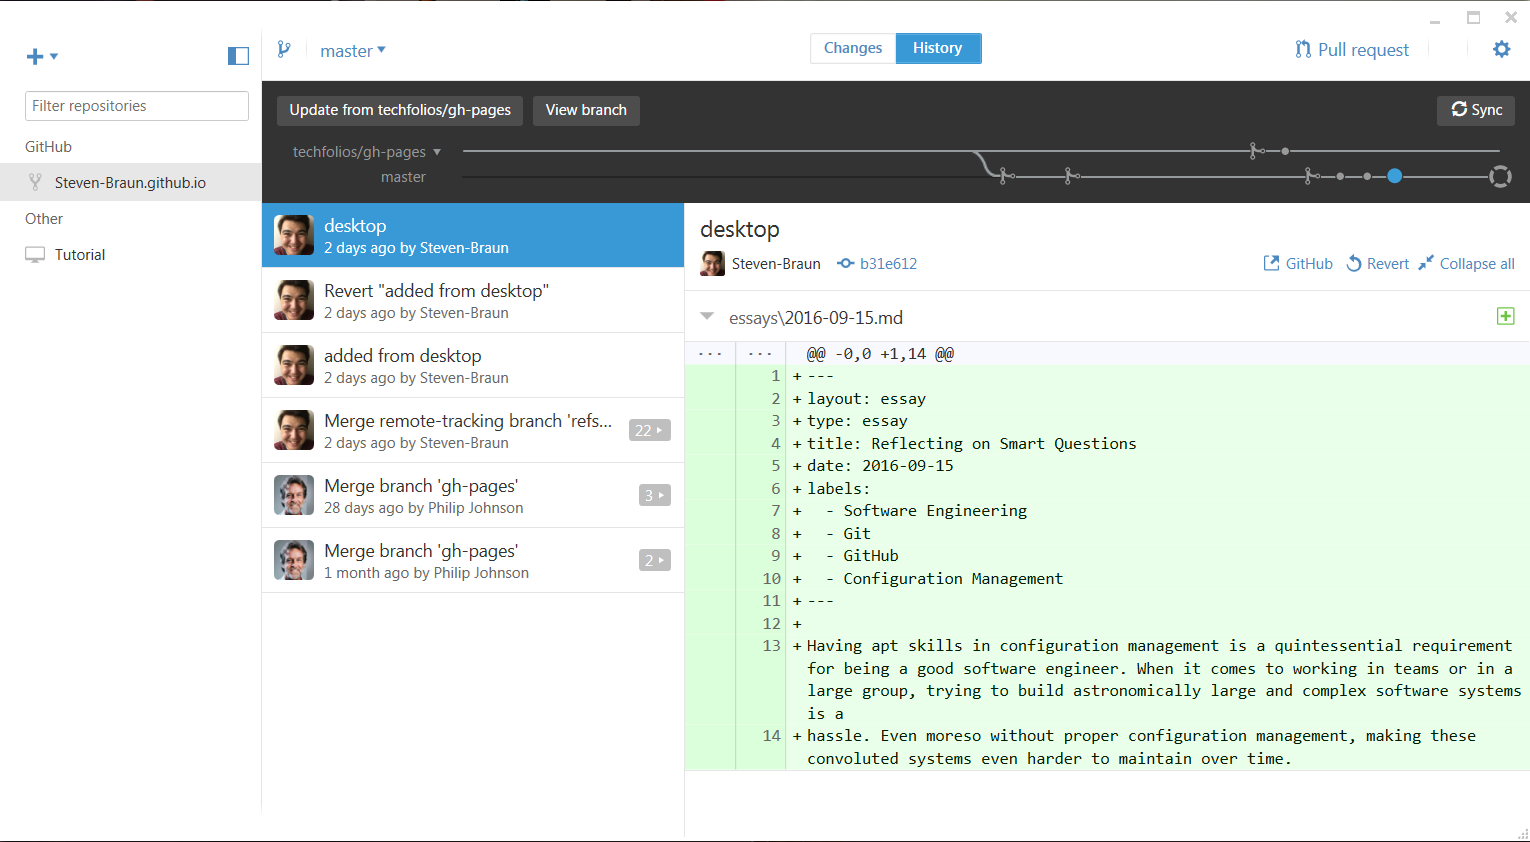 master
Changes
History
Pull request
Filter repositories
GitHub
Steven-Braun.github.io
Other
Tutorial
Update from techfolios/gh-pages
View branch
Sync
techfolios/gh-pages
master
desktop
2 days ago by Steven-Braun
Revert "added from desktop"
2 days ago by Steven-Braun
added from desktop
2 days ago by Steven-Braun
Merge remote-tracking branch 'refs...
2 days ago by Steven-Braun
22
Merge branch 'gh-pages'
28 days ago by Philip Johnson
3
Merge branch 'gh-pages'
1 month ago by Philip Johnson
2
desktop
Steven-Braun b31e612
GitHub Revert Collapse all
essays\2016-09-15.md
... ... @@ -0,0 +1,14 @@
1 + ---
2 + layout: essay
3 + type: essay
4 + title: Reflecting on Smart Questions
5 + date: 2016-09-15
6 + labels:
7 + - Software Engineering
8 + - Git
9 + - GitHub
10 + - Configuration Management
11 + ---
12 +
13 + Having apt skills in configuration management is a quintessential requirement
for being a good software engineer. When it comes to working in teams or in a
large group, trying to build astronomically large and complex software systems
is a
14 + hassle. Even moreso without proper configuration management, making these
convoluted systems even harder to maintain over time.